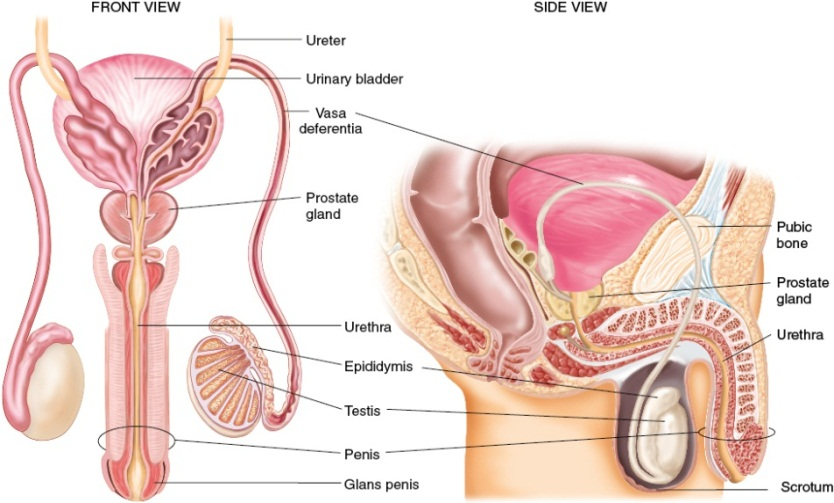 FRONT VIEW
SIDE VIEW
Ureter
Urinary bladder
Vasa
deferentia
Prostate
gland
Urethra
Epididymis
Testis
Penis
Glans penis
Pubic
bone
Prostate
gland
Urethra
Scrotum